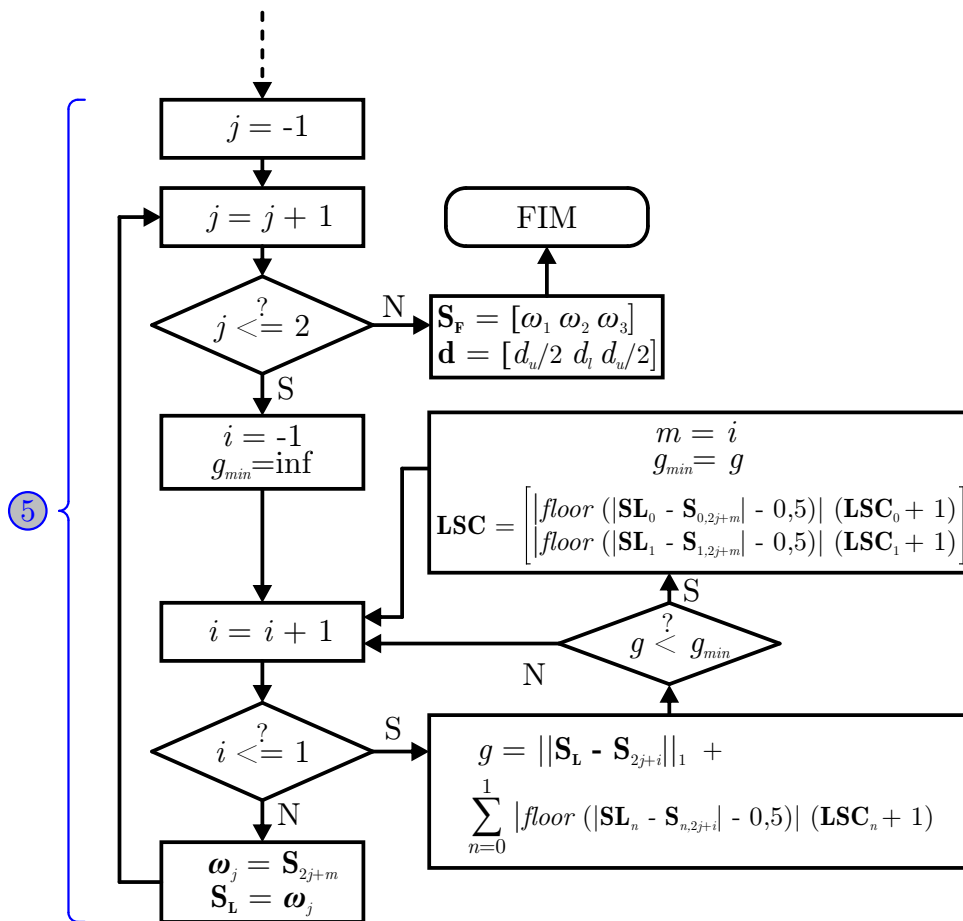 j = -1
j = j + 1
FIM
?
j <= 2
N
S_F = [ω_1 ω_2 ω_3]
d = [d_u/2 d_l d_u/2]
S
i = -1
g_min=inf
m = i
g_min= g
LSC = [|floor (|SL_0 - S_0,2j+m| - 0,5)| (LSC_0 + 1)
|floor (|SL_1 - S_1,2j+m| - 0,5)| (LSC_1 + 1)]
5
S
i = i + 1
?
g < g_min
N
?
i <= 1
S
g = ||S_L - S_2j+i||_1 +
1
∑ |floor (|SL_n - S_n,2j+i| - 0,5)| (LSC_n + 1)
n=0
N
ω_j = S_2j+m
S_L = ω_j